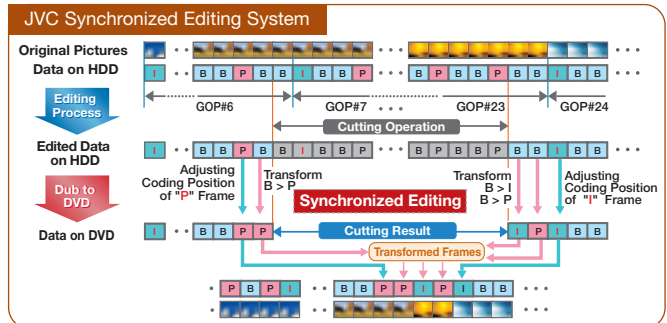 JVC Synchronized Editing System
Original Pictures
Data on HDD
I · · B B P B B I B B B P · · · B P B B P B B I B B · · ·
GOP#6 GOP#7 · · · GOP#23 GOP#24
Editing
Process
Cutting Operation
Edited Data
on HDD
I · · B B P B B I B B B P · · · B P B B P B B I B B · · ·
Adjusting
Coding Position
of "P" Frame
Transform
B > P
Synchronized Editing
Transform
B > I
B > P
Adjusting
Coding Position
of "I" Frame
Dub to
DVD
Data on DVD
I · · B B P P
Cutting Result
I P I B B · · ·
Transformed Frames
· P B P I · · B B P P I P I B B · · ·